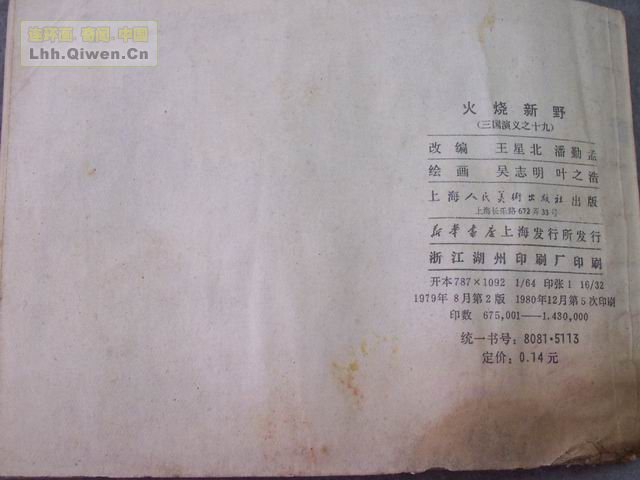 连环画.奇闻.中国
Lhh.Qiwen.Cn
火烧新野
(三国演义之十九)
改编 王星北 潘勤孟
绘画 吴志明 叶之浩
上海人民美術出版社出版
上海长乐路672弄33号
新华书店上海发行所发行
浙江湖州印刷厂印刷
开本787×1092 1/64 印张1 16/32
1979年8月第2版 1980年12月第5次印刷
印数 675,001—1,430,000
统一书号: 8081·5113
定价: 0.14元